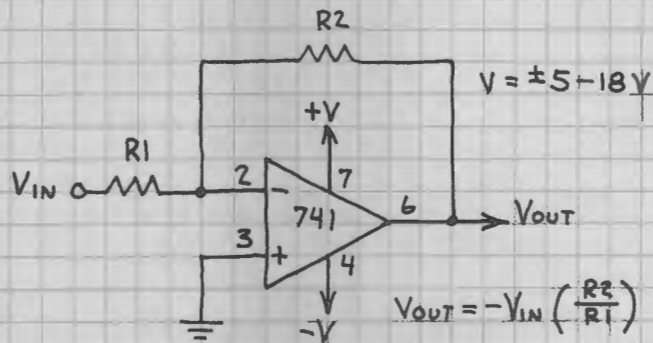 R2
V = ±5-18V
+V
R1
VIN
2
-
7
741
6
VOUT
3
+
4
-V
VOUT = -VIN (R2/R1)